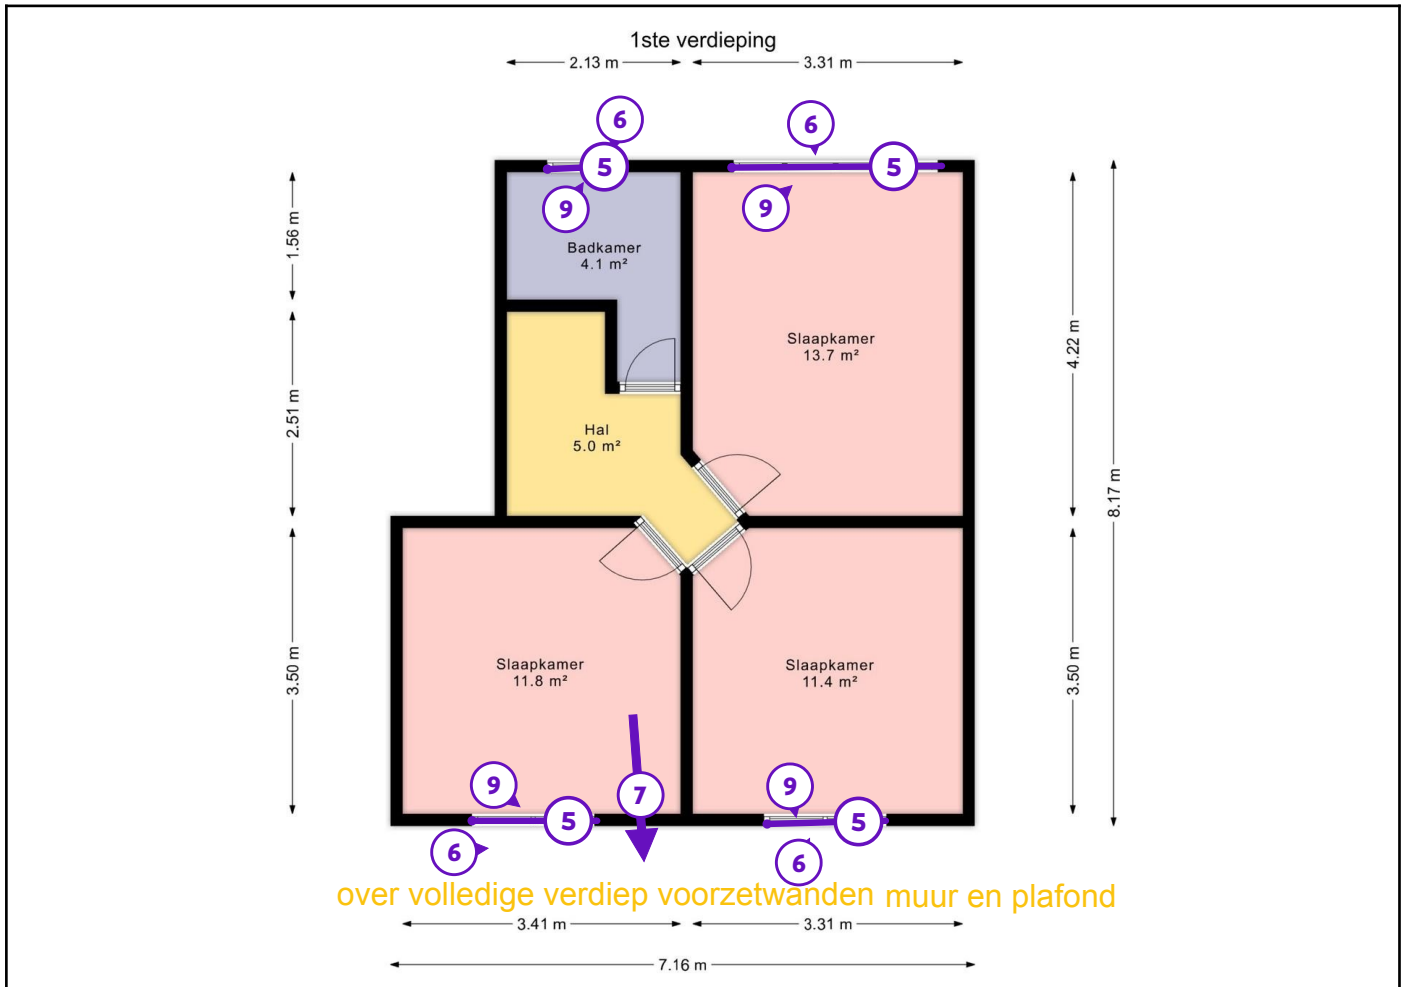 1ste verdieping
2.13 m
3.31 m
6
6
5
5
9
9
1.56 m
Badkamer
4.1 m²
Slaapkamer
13.7 m²
4.22 m
2.51 m
Hal
5.0 m²
8.17 m
3.50 m
Slaapkamer
11.8 m²
Slaapkamer
11.4 m²
3.50 m
9
7
9
5
5
6
6
over volledige verdiep voorzetwanden muur en plafond
3.41 m
3.31 m
7.16 m